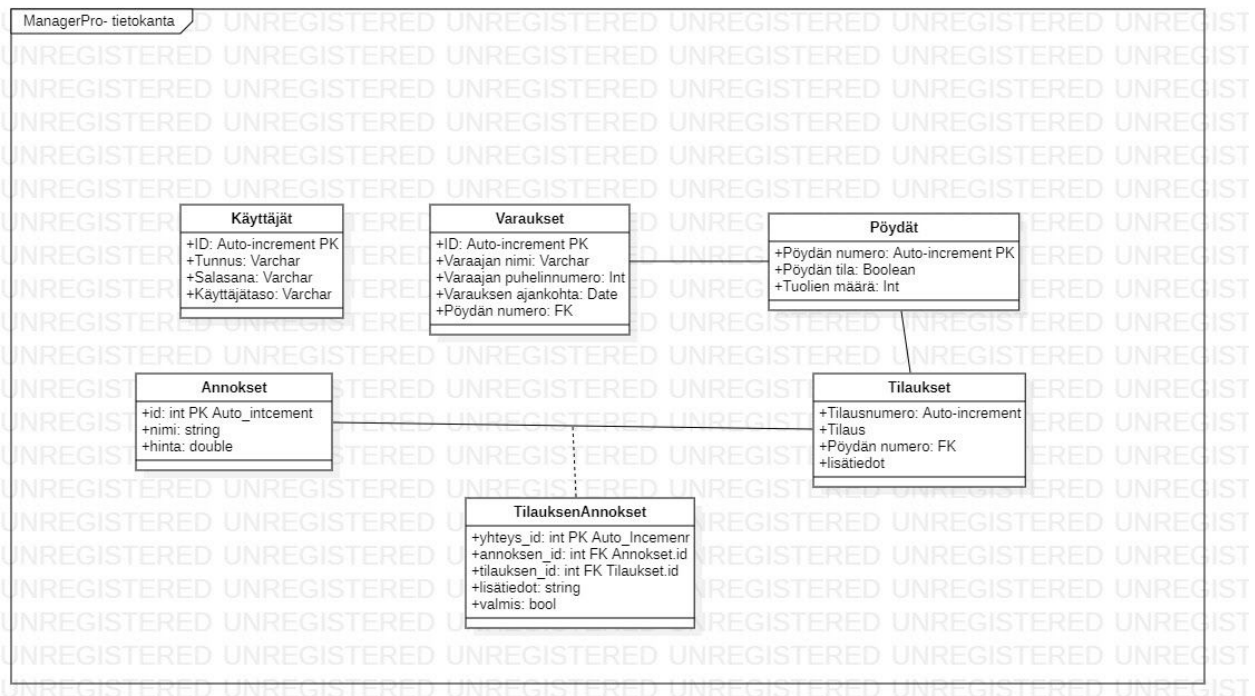 ManagerPro- tietokanta
Käyttäjät
+ID: Auto-increment PK
+Tunnus: Varchar
+Salasana: Varchar
+Käyttäjätaso: Varchar
Varaukset
+ID: Auto-increment PK
+Varaajan nimi: Varchar
+Varaajan puhelinnumero: Int
+Varauksen ajankohta: Date
+Pöydän numero: FK
Pöydät
+Pöydän numero: Auto-increment PK
+Pöydän tila: Boolean
+Tuolien määrä: Int
Annokset
+id: int PK Auto_intcement
+nimi: string
+hinta: double
Tilaukset
+Tilausnumero: Auto-increment
+Tilaus
+Pöydän numero: FK
+lisätiedot
TilauksenAnnokset
+yhteys_id: int PK Auto_Incemenr
+annoksen_id: int FK Annokset.id
+tilauksen_id: int FK Tilaukset.id
+lisätiedot: string
+valmis: bool
UNREGISTERED